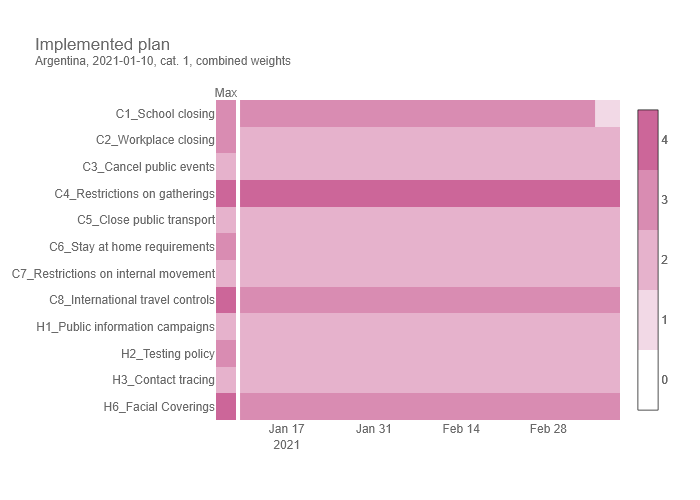 Implemented plan
Argentina, 2021-01-10, cat. 1, combined weights
Max
C1_School closing
C2_Workplace closing
C3_Cancel public events
C4_Restrictions on gatherings
C5_Close public transport
C6_Stay at home requirements
C7_Restrictions on internal movement
C8_International travel controls
H1_Public information campaigns
H2_Testing policy
H3_Contact tracing
H6_Facial Coverings
Jan 17 Jan 31 Feb 14 Feb 28
2021
4
3
2
1
0